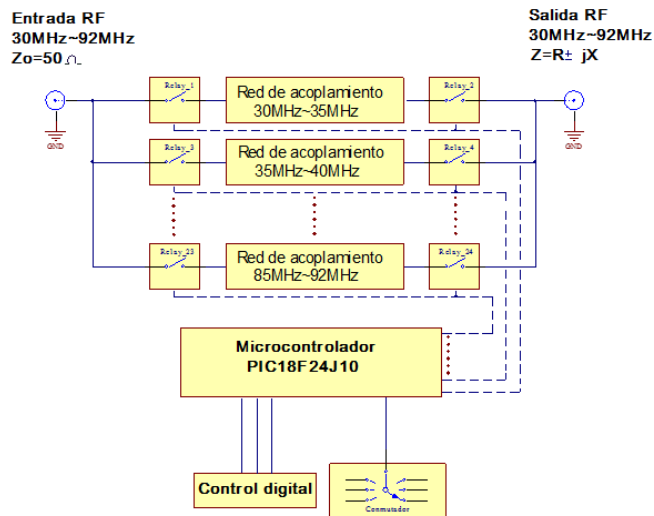 Entrada RF
30MHz~92MHz
Zo=50Ω
Salida RF
30MHz~92MHz
Z=R± jX
Relay_1
Red de acoplamiento
30MHz~35MHz
Relay_2
GND
GND
Relay_3
Red de acoplamiento
35MHz~40MHz
Relay_4
Relay_23
Red de acoplamiento
85MHz~92MHz
Relay_24
Microcontrolador
PIC18F24J10
Control digital
Conmutador